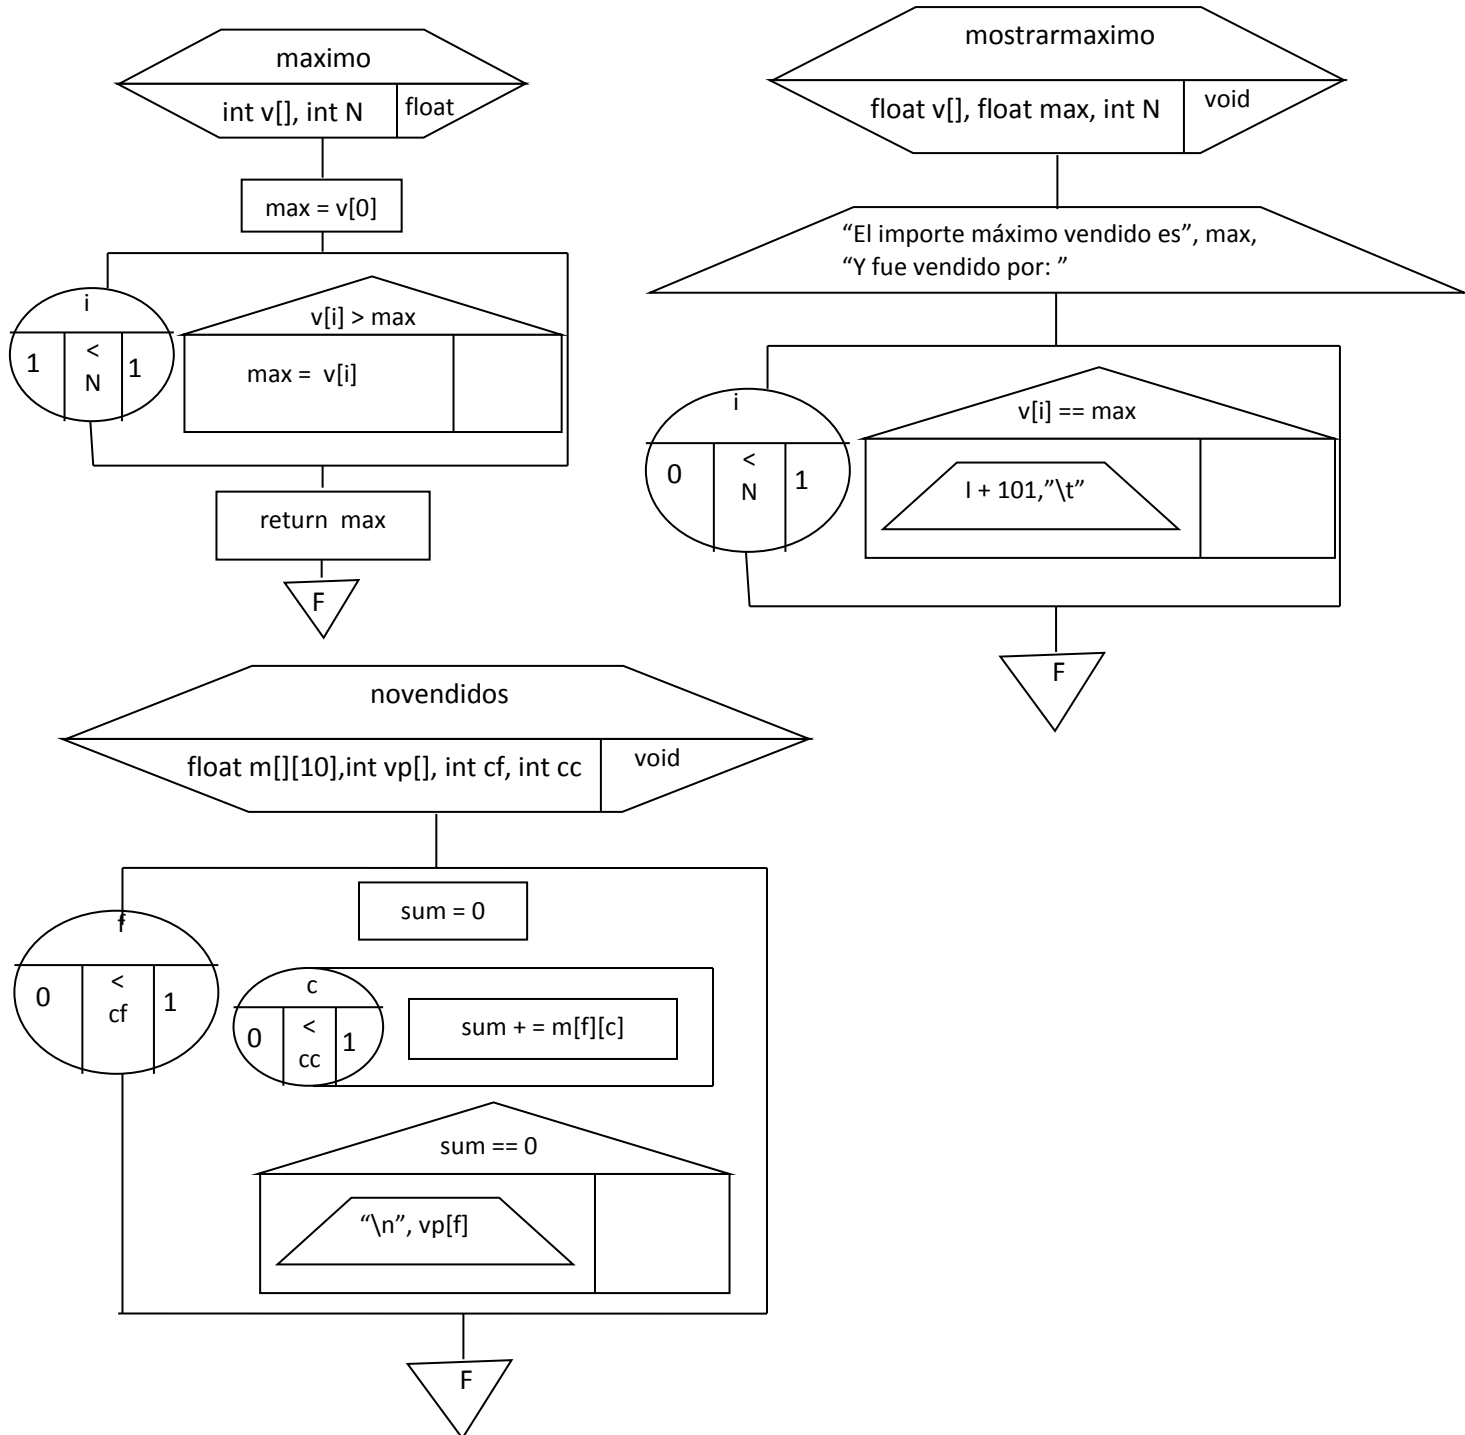 maximo
int v[], int N
float
max = v[0]
i
1
<
N
1
v[i] > max
max = v[i]
return max
F
mostrarmaximo
float v[], float max, int N
void
“El importe máximo vendido es”, max,
“Y fue vendido por: ”
i
0
<
N
1
v[i] == max
I + 101,”\t”
F
novendidos
float m[][10],int vp[], int cf, int cc
void
f
0
<
cf
1
sum = 0
c
0
<
cc
1
sum + = m[f][c]
sum == 0
“\n”, vp[f]
F